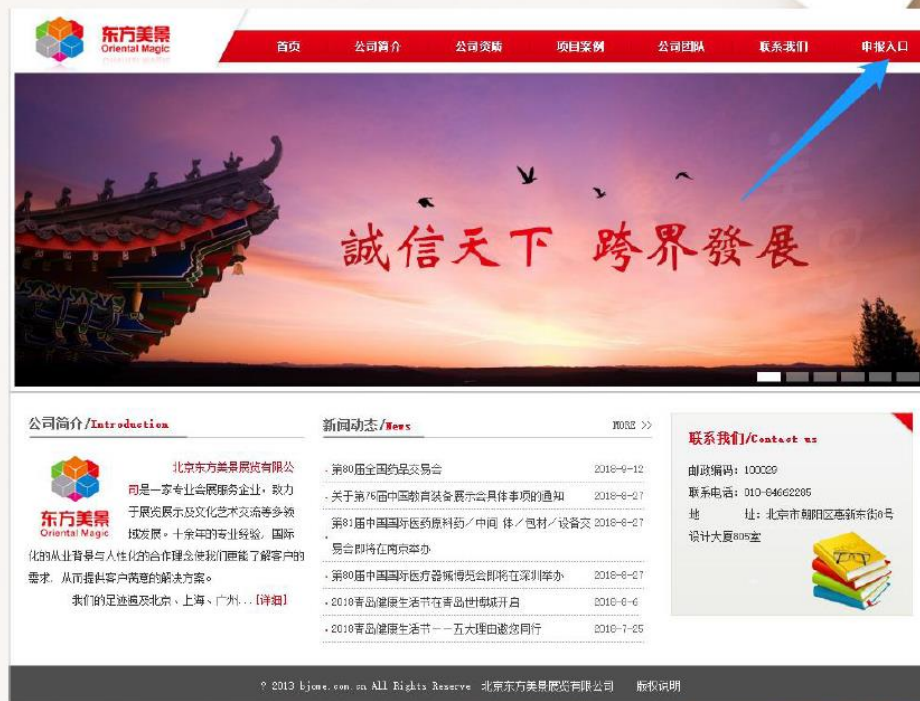 东方美景
Oriental Magic
首页 公司简介 公司资质 项目案例 公司团队 联系我们 申报入口
誠信天下 跨界發展
公司简介/Introduction
北京东方美景展览有限公
司是一家专业会展服务企业，致力
于展览展示及文化艺术交流等多领
域发展。十余年的专业经验，国际
化的从业背景与人性化的合作理念使我们更能了解客户的
需求，从而提供客户满意的解决方案。
我们的足迹遍及北京、上海、广州...[详细]
东方美景
Oriental Magic
新闻动态/News MORE >>
· 第80届全国药品交易会 2018-9-12
· 关于第76届中国教育装备展示会具体事项的通知 2018-8-27
· 第81届中国国际医药原料药／中间 体／包材／设备交 2018-8-27
易会即将在南京举办
· 第80届中国国际医疗器械博览会即将在深圳举办 2018-8-27
· 2018青岛健康生活节在青岛世博城开启 2018-8-6
· 2018青岛健康生活节——五大理由邀您同行 2018-7-25
联系我们/Contact us
邮政编码：100029
联系电话：010-64662285
地 址：北京市朝阳区惠新东街8号
设计大厦805室
? 2013 bjome.com.cn All Rights Reserve 北京东方美景展览有限公司 版权说明